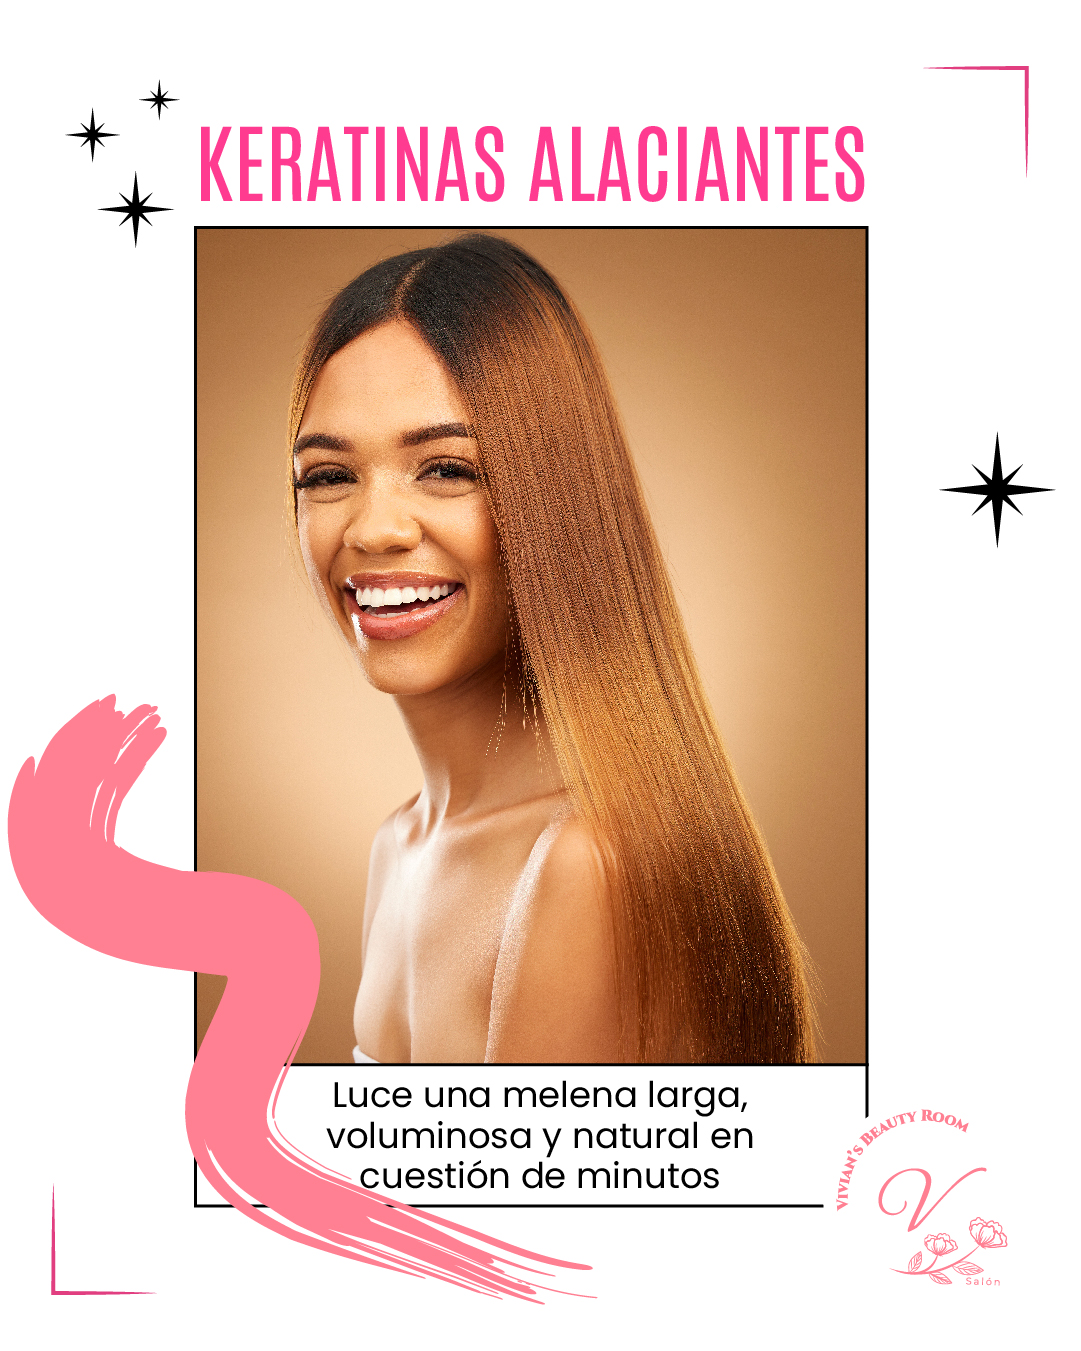 KERATINAS ALACIANTES
Luce una melena larga,
voluminosa y natural en
cuestión de minutos
VIVIAN'S BEAUTY ROOM
V
Salón